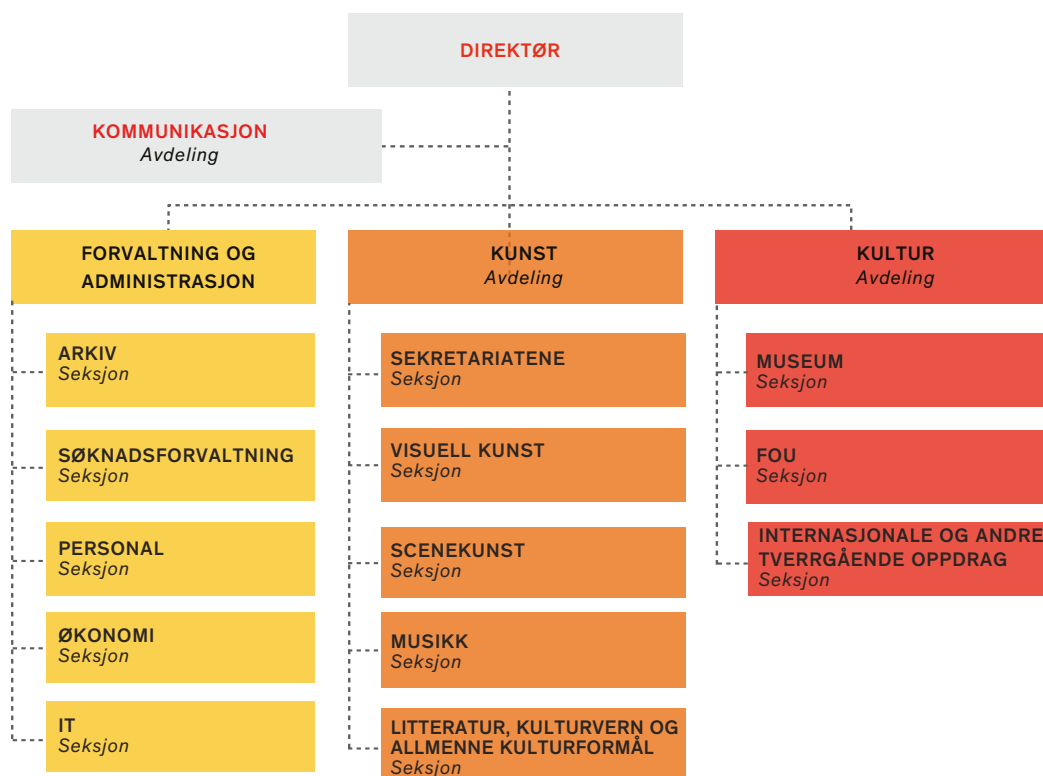 DIREKTØR
KOMMUNIKASJON
Avdeling
FORVALTNING OG
ADMINISTRASJON
ARKIV
Seksjon
SØKNADSFORVALTNING
Seksjon
PERSONAL
Seksjon
ØKONOMI
Seksjon
IT
Seksjon
KUNST
Avdeling
SEKRETARIATENE
Seksjon
VISUELL KUNST
Seksjon
SCENEKUNST
Seksjon
MUSIKK
Seksjon
LITTERATUR, KULTURVERN OG
ALLMENNE KULTURFORMÅL
Seksjon
KULTUR
Avdeling
MUSEUM
Seksjon
FOU
Seksjon
INTERNASJONALE OG ANDRE
TVERRGÅENDE OPPDRAG
Seksjon